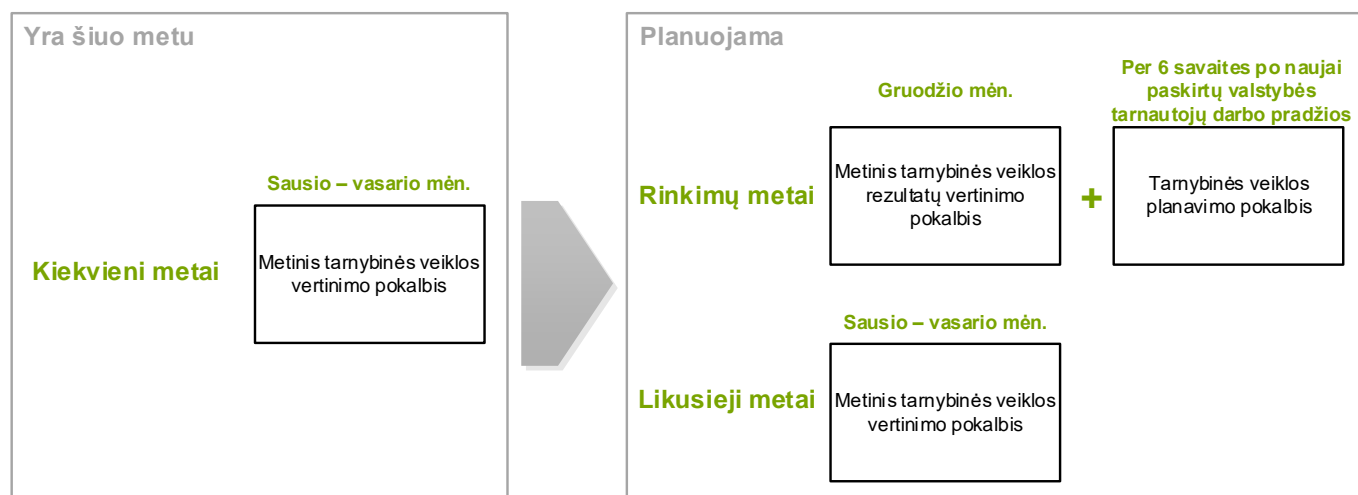 Yra šiuo metu
Sausio – vasario mėn.
Kiekvieni metai
Metinis tarnybinės veiklos
vertinimo pokalbis
Planuojama
Gruodžio mėn.
Per 6 savaites po naujai
paskirtų valstybės
tarnautojų darbo pradžios
Rinkimų metai
Metinis tarnybinės veiklos
rezultatų vertinimo
pokalbis
+
Tarnybinės veiklos
planavimo pokalbis
Sausio – vasario mėn.
Likusieji metai
Metinis tarnybinės veiklos
vertinimo pokalbis